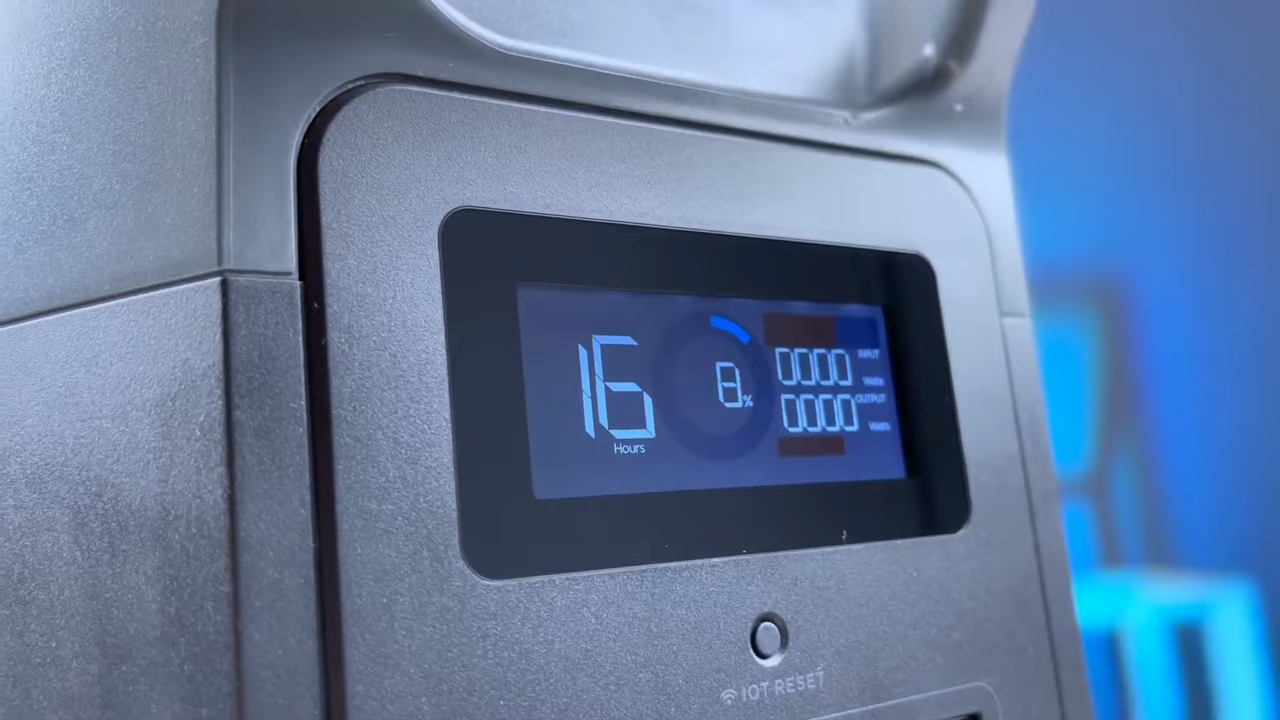 16
Hours
8%
0000 INPUT
Watts
0000 OUTPUT
Watts
IOT RESET